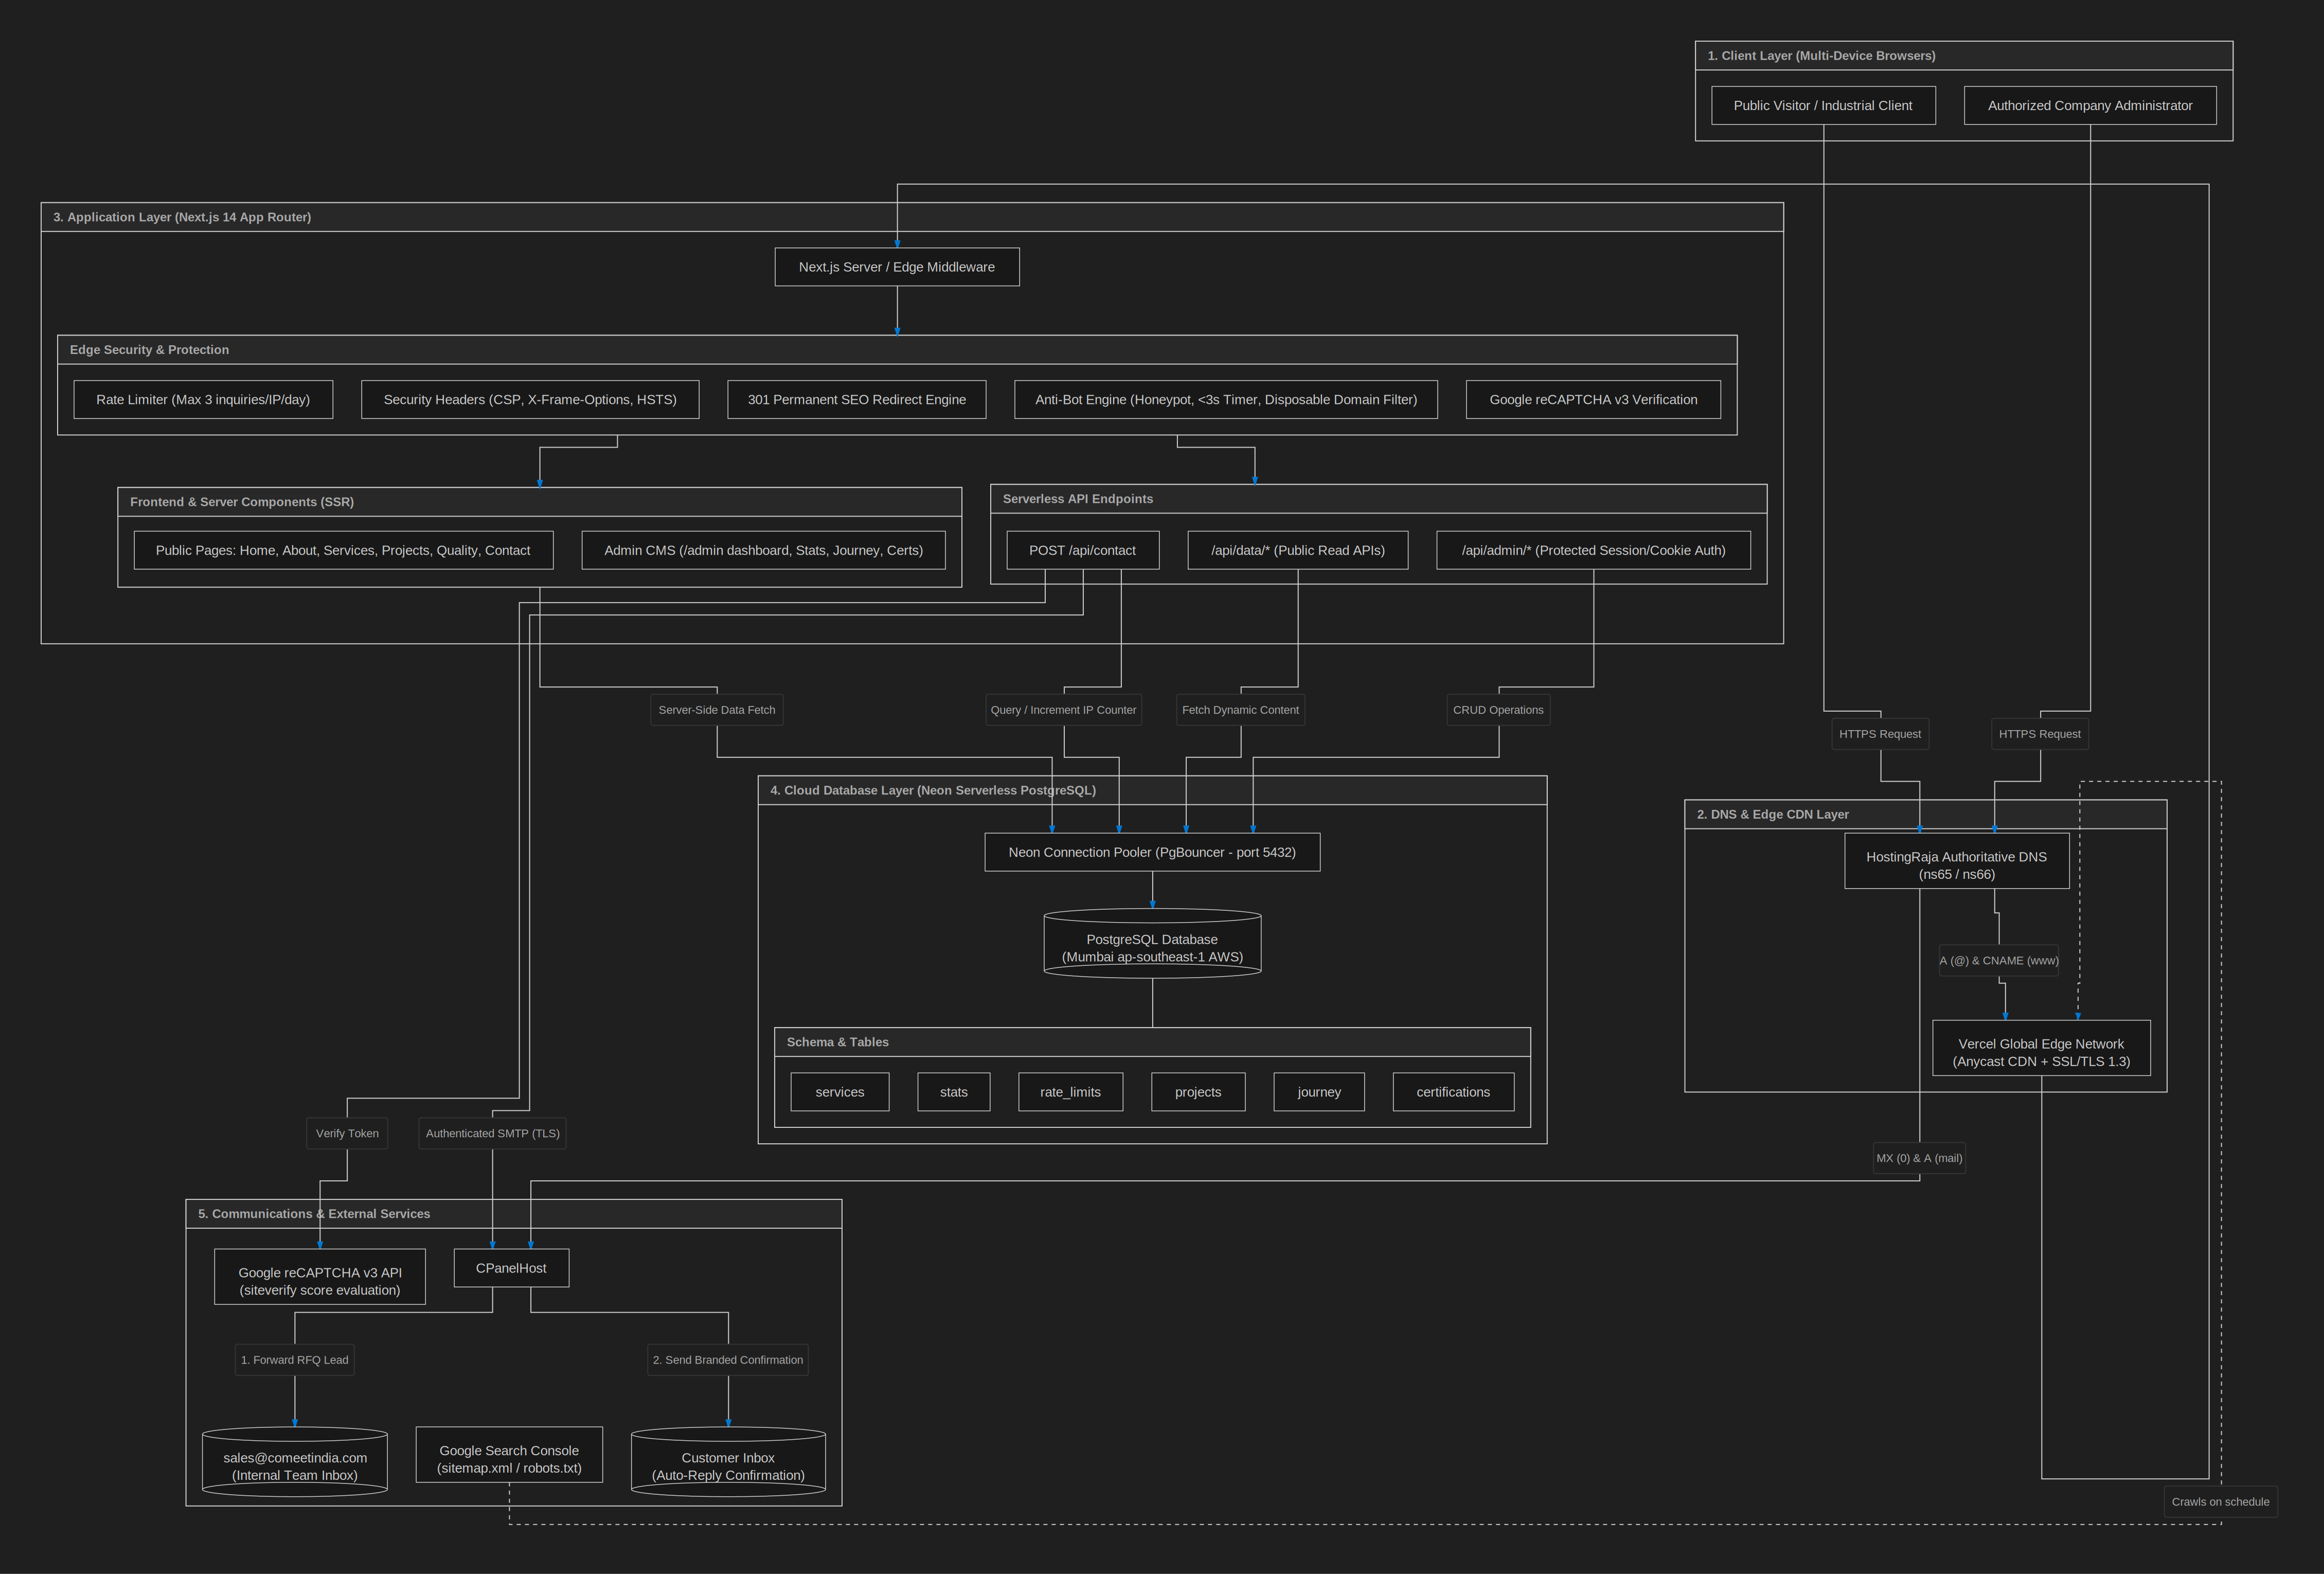 1. Client Layer (Multi-Device Browsers)
Public Visitor / Industrial Client
Authorized Company Administrator
3. Application Layer (Next.js 14 App Router)
Next.js Server / Edge Middleware
Edge Security & Protection
Rate Limiter (Max 3 inquiries/IP/day)
Security Headers (CSP, X-Frame-Options, HSTS)
301 Permanent SEO Redirect Engine
Anti-Bot Engine (Honeypot, <3s Timer, Disposable Domain Filter)
Google reCAPTCHA v3 Verification
Frontend & Server Components (SSR)
Public Pages: Home, About, Services, Projects, Quality, Contact
Admin CMS (/admin dashboard, Stats, Journey, Certs)
Serverless API Endpoints
POST /api/contact
/api/data/* (Public Read APIs)
/api/admin/* (Protected Session/Cookie Auth)
Server-Side Data Fetch
Query / Increment IP Counter
Fetch Dynamic Content
CRUD Operations
HTTPS Request
HTTPS Request
4. Cloud Database Layer (Neon Serverless PostgreSQL)
Neon Connection Pooler (PgBouncer - port 5432)
PostgreSQL Database
(Mumbai ap-southeast-1 AWS)
Schema & Tables
services
stats
rate_limits
projects
journey
certifications
2. DNS & Edge CDN Layer
HostingRaja Authoritative DNS
(ns65 / ns66)
A (@) & CNAME (www)
Vercel Global Edge Network
(Anycast CDN + SSL/TLS 1.3)
Verify Token
Authenticated SMTP (TLS)
MX (0) & A (mail)
5. Communications & External Services
Google reCAPTCHA v3 API
(siteverify score evaluation)
CPanelHost
1. Forward RFQ Lead
2. Send Branded Confirmation
sales@comeetindia.com
(Internal Team Inbox)
Google Search Console
(sitemap.xml / robots.txt)
Customer Inbox
(Auto-Reply Confirmation)
Crawls on schedule